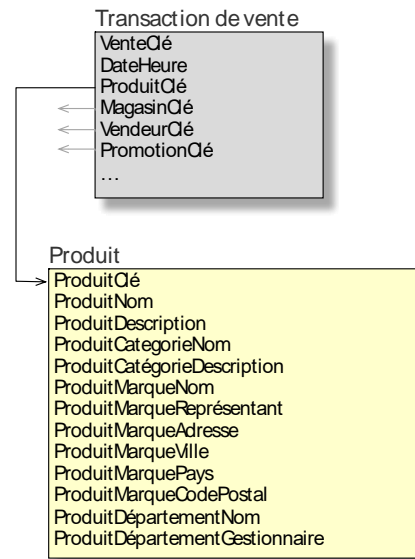 Transaction de vente
VenteClé
DateHeure
ProduitClé
MagasinClé
VendeurClé
PromotionClé
...
Produit
ProduitClé
ProduitNom
ProduitDescription
ProduitCategorieNom
ProduitCatégorieDescription
ProduitMarqueNom
ProduitMarqueReprésentant
ProduitMarqueAdresse
ProduitMarqueVille
ProduitMarquePays
ProduitMarqueCodePostal
ProduitDépartementNom
ProduitDépartementGestionnaire